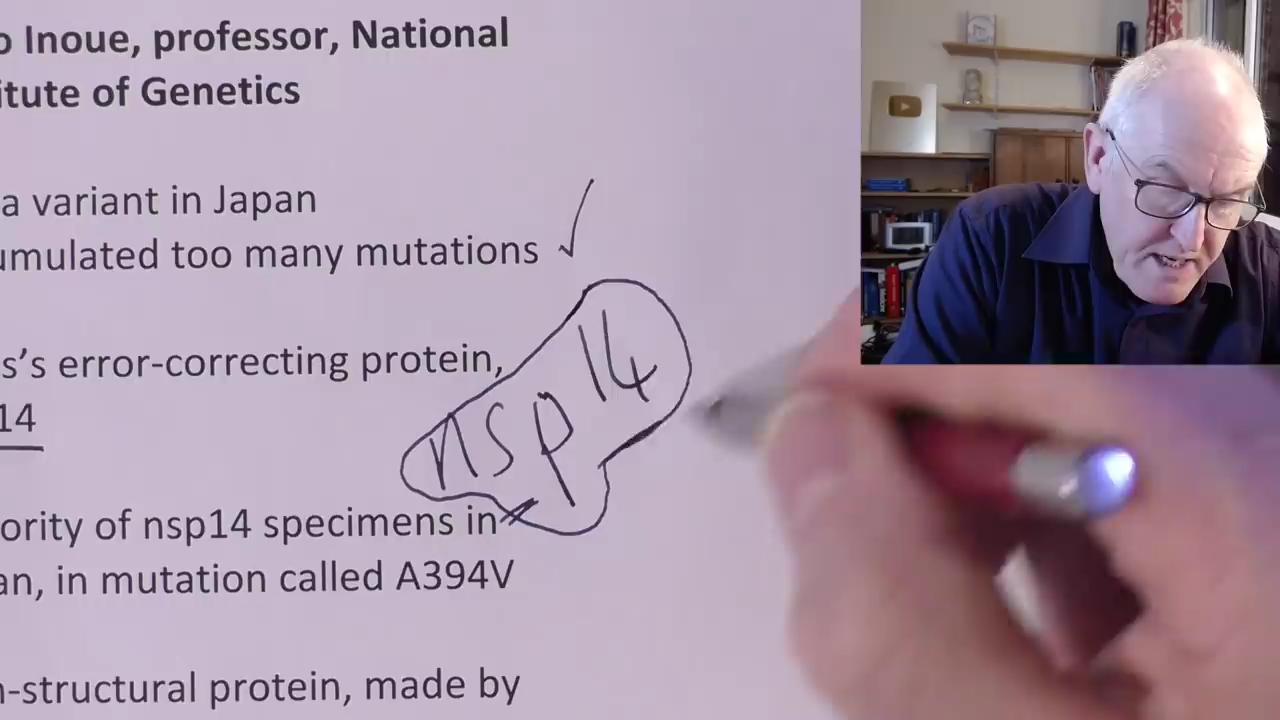 o Inoue, professor, National
itute of Genetics
a variant in Japan
umulated too many mutations
s's error-correcting protein,
14
nsp14
ority of nsp14 specimens in
an, in mutation called A394V
n-structural protein, made by